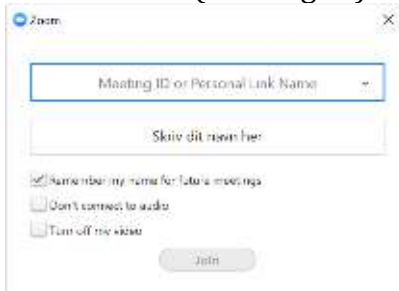 Zoom
Meeting ID or Personal Link Name
Skriv dit navn her
Remember my name for future meetings
Don't connect to audio
Turn off my video
Join